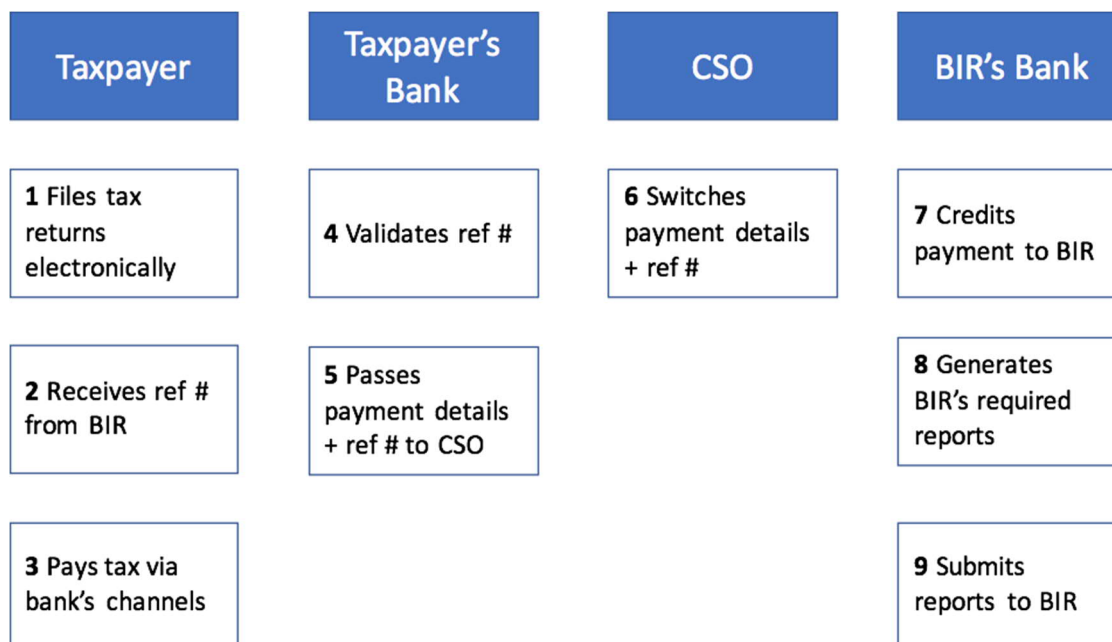 Taxpayer
Taxpayer’s
Bank
CSO
BIR’s Bank
1 Files tax
returns
electronically
4 Validates ref #
6 Switches
payment details
+ ref #
7 Credits
payment to BIR
2 Receives ref #
from BIR
5 Passes
payment details
+ ref # to CSO
8 Generates
BIR’s required
reports
3 Pays tax via
bank’s channels
9 Submits
reports to BIR